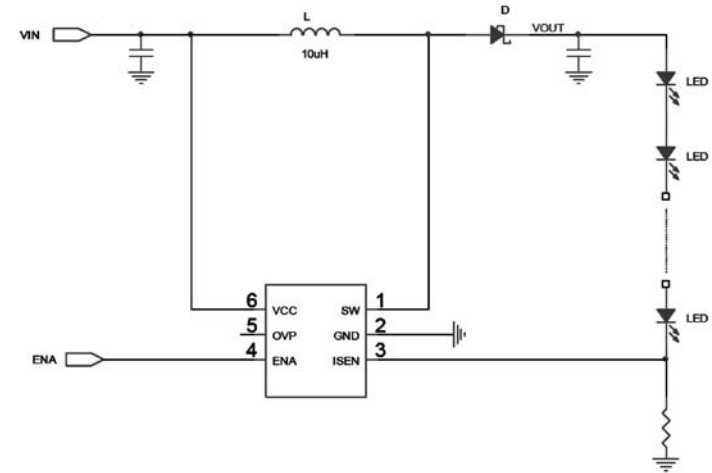 L
D
VIN
VOUT
10uH
LED
LED
6 VCC SW 1
5 OVP GND 2
LED
4 ENA ISEN 3
ENA